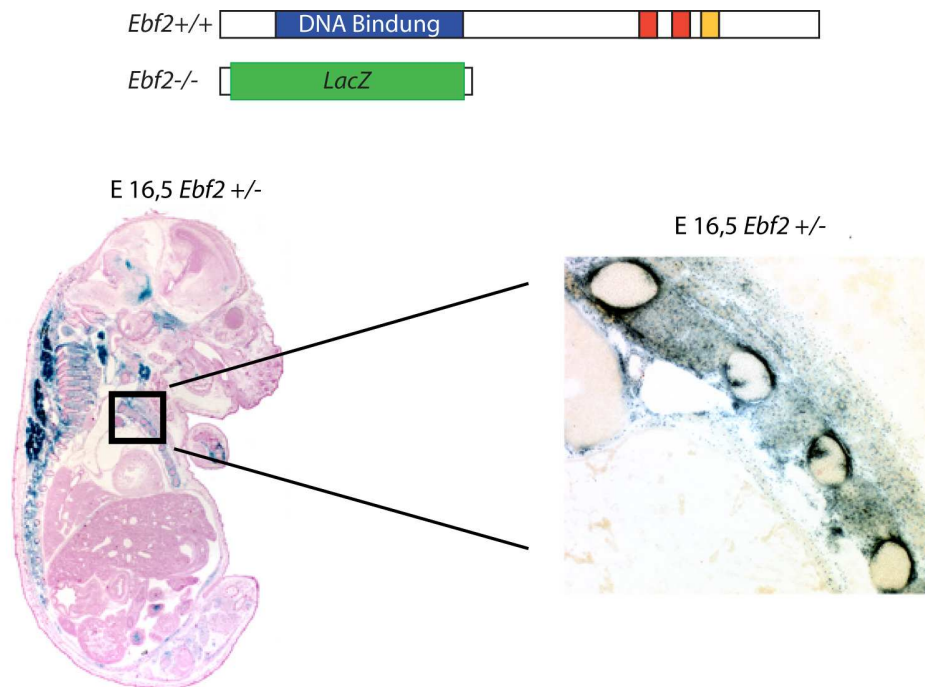 Ebf2+/+ DNA Bindung
Ebf2-/- LacZ
E 16,5 Ebf2 +/-
E 16,5 Ebf2 +/-